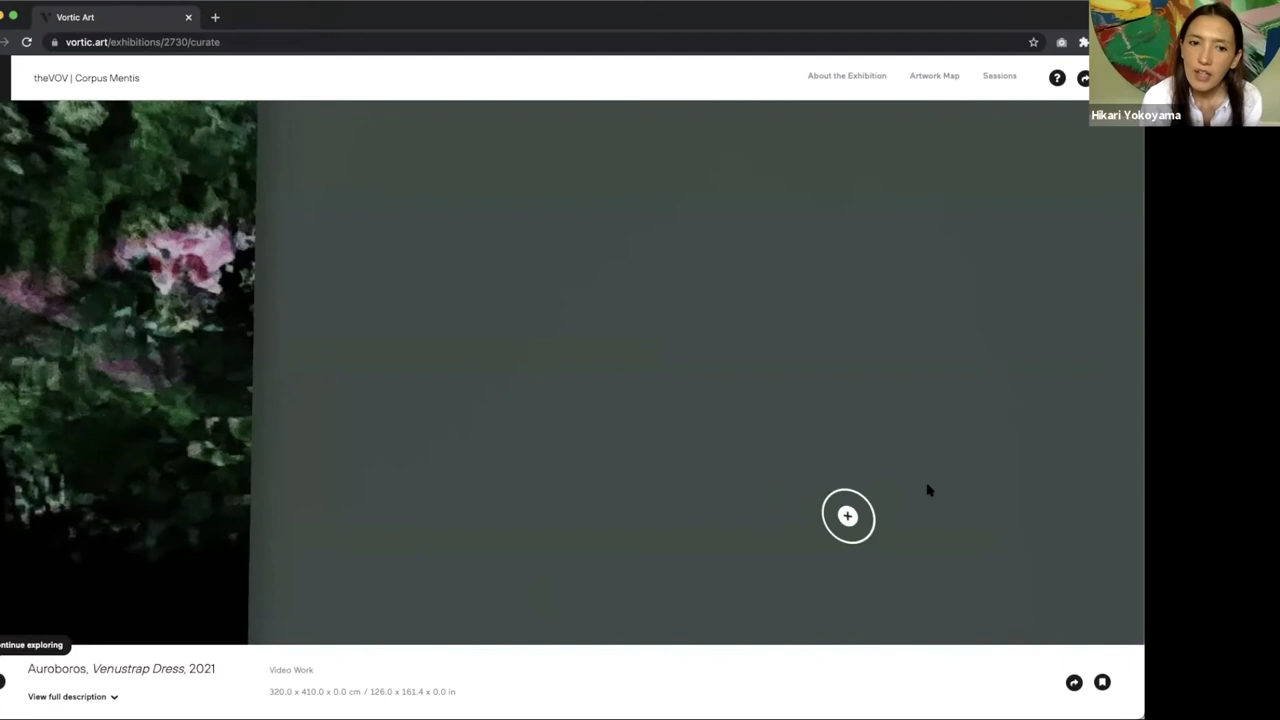 Vortic Art
vortic.art/exhibitions/2730/curate
theVOV | Corpus Mentis
About the Exhibition
Artwork Map
Sessions
?
Hikari Yokoyama
ntinue exploring
Auroboros, Venustrap Dress, 2021
Video Work
View full description
320.0 x 410.0 x 0.0 cm / 126.0 x 161.4 x 0.0 in